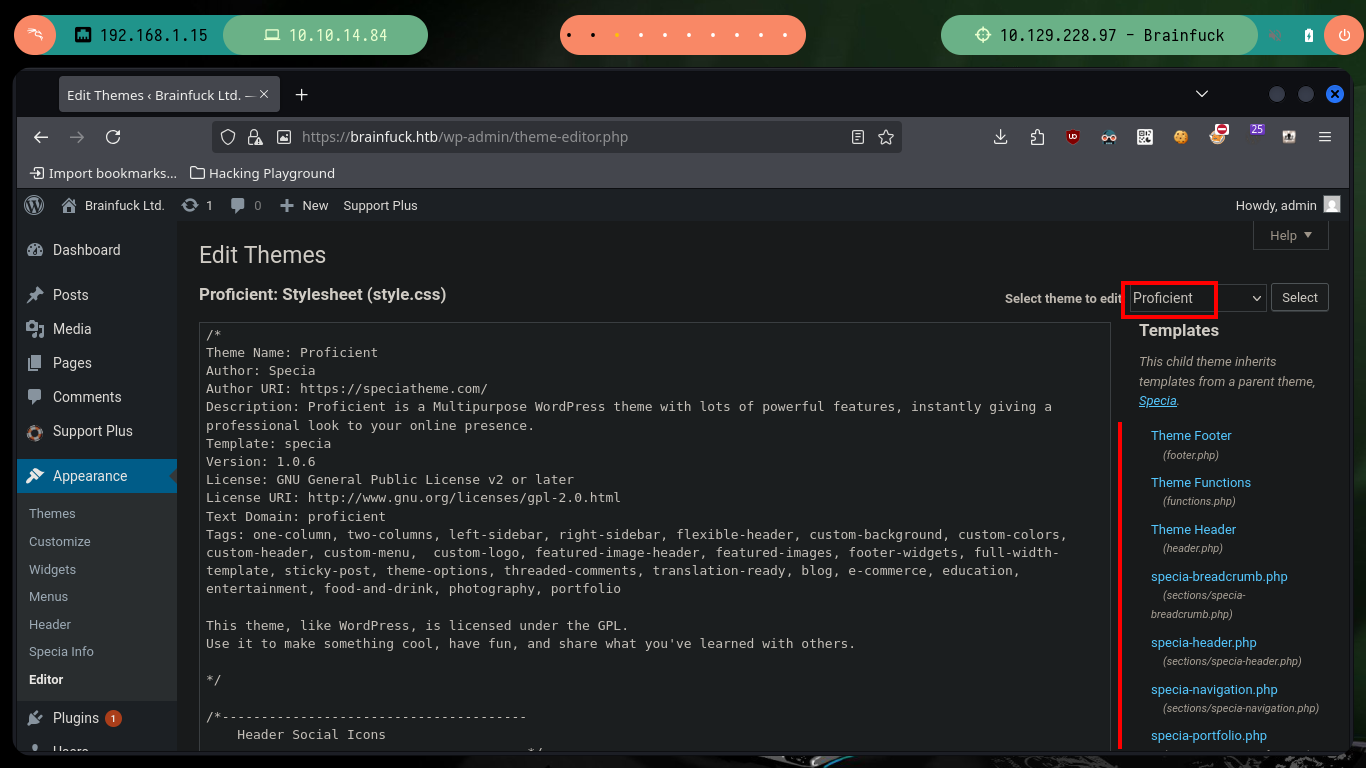 192.168.1.15
10.10.14.84
10.129.228.97 - Brainfuck
Edit Themes ‹ Brainfuck Ltd. —
https://brainfuck.htb/wp-admin/theme-editor.php
25
Import bookmarks...
Hacking Playground
Brainfuck Ltd.
1
0
New
Support Plus
Howdy, admin
Help
Dashboard
Posts
Media
Pages
Comments
Support Plus
Appearance
Themes
Customize
Widgets
Menus
Header
Specia Info
Editor
Plugins 1
Users
Edit Themes
Proficient: Stylesheet (style.css)
Select theme to edit
Proficient
Select
/*
Theme Name: Proficient
Author: Specia
Author URI: https://speciatheme.com/
Description: Proficient is a Multipurpose WordPress theme with lots of powerful features, instantly giving a
professional look to your online presence.
Template: specia
Version: 1.0.6
License: GNU General Public License v2 or later
License URI: http://www.gnu.org/licenses/gpl-2.0.html
Text Domain: proficient
Tags: one-column, two-columns, left-sidebar, right-sidebar, flexible-header, custom-background, custom-colors,
custom-header, custom-menu,  custom-logo, featured-image-header, featured-images, footer-widgets, full-width-
template, sticky-post, theme-options, threaded-comments, translation-ready, blog, e-commerce, education,
entertainment, food-and-drink, photography, portfolio
This theme, like WordPress, is licensed under the GPL.
Use it to make something cool, have fun, and share what you've learned with others.
*/
/*---------------------------------------
Header Social Icons
Templates
This child theme inherits
templates from a parent theme,
Specia.
Theme Footer
(footer.php)
Theme Functions
(functions.php)
Theme Header
(header.php)
specia-breadcrumb.php
(sections/specia-
breadcrumb.php)
specia-header.php
(sections/specia-header.php)
specia-navigation.php
(sections/specia-navigation.php)
specia-portfolio.php